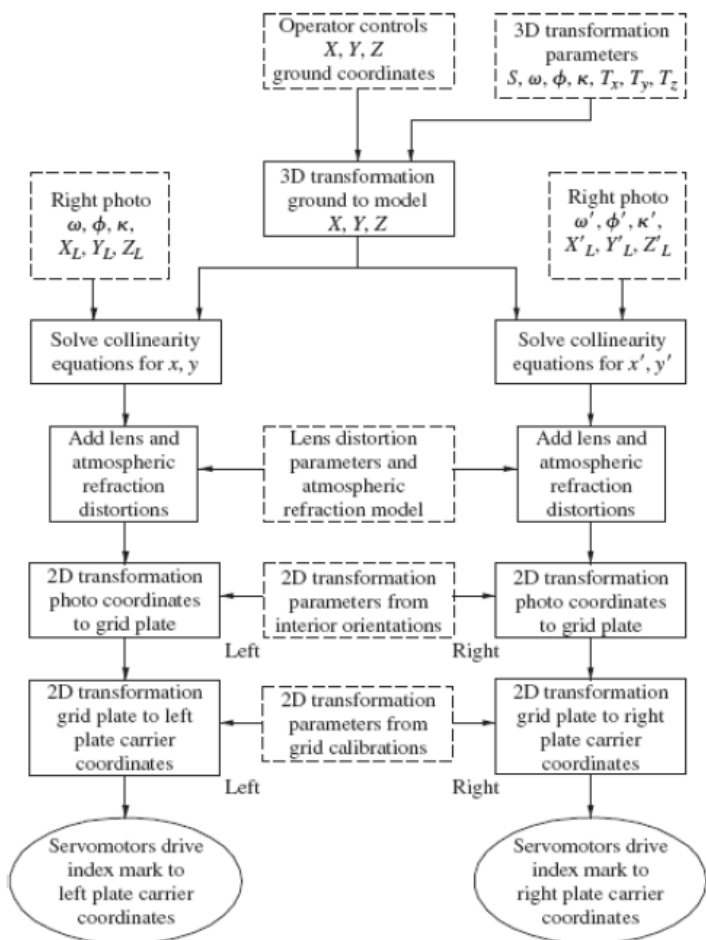 Operator controls
X, Y, Z
ground coordinates
3D transformation
parameters
S, ω, ϕ, κ, Tx, Ty, Tz
3D transformation
ground to model
X, Y, Z
Right photo
ω, ϕ, κ,
XL, YL, ZL
Right photo
ω′, ϕ′, κ′,
X′L, Y′L, Z′L
Solve collinearity
equations for x, y
Solve collinearity
equations for x′, y′
Add lens and
atmospheric
refraction
distortions
Lens distortion
parameters and
atmospheric
refraction model
Add lens and
atmospheric
refraction
distortions
2D transformation
photo coordinates
to grid plate
2D transformation
parameters from
interior orientations
2D transformation
photo coordinates
to grid plate
Left
Right
2D transformation
grid plate to left
plate carrier
coordinates
2D transformation
parameters from
grid calibrations
2D transformation
grid plate to right
plate carrier
coordinates
Left
Right
Servomotors drive
index mark to
left plate carrier
coordinates
Servomotors drive
index mark to
right plate carrier
coordinates